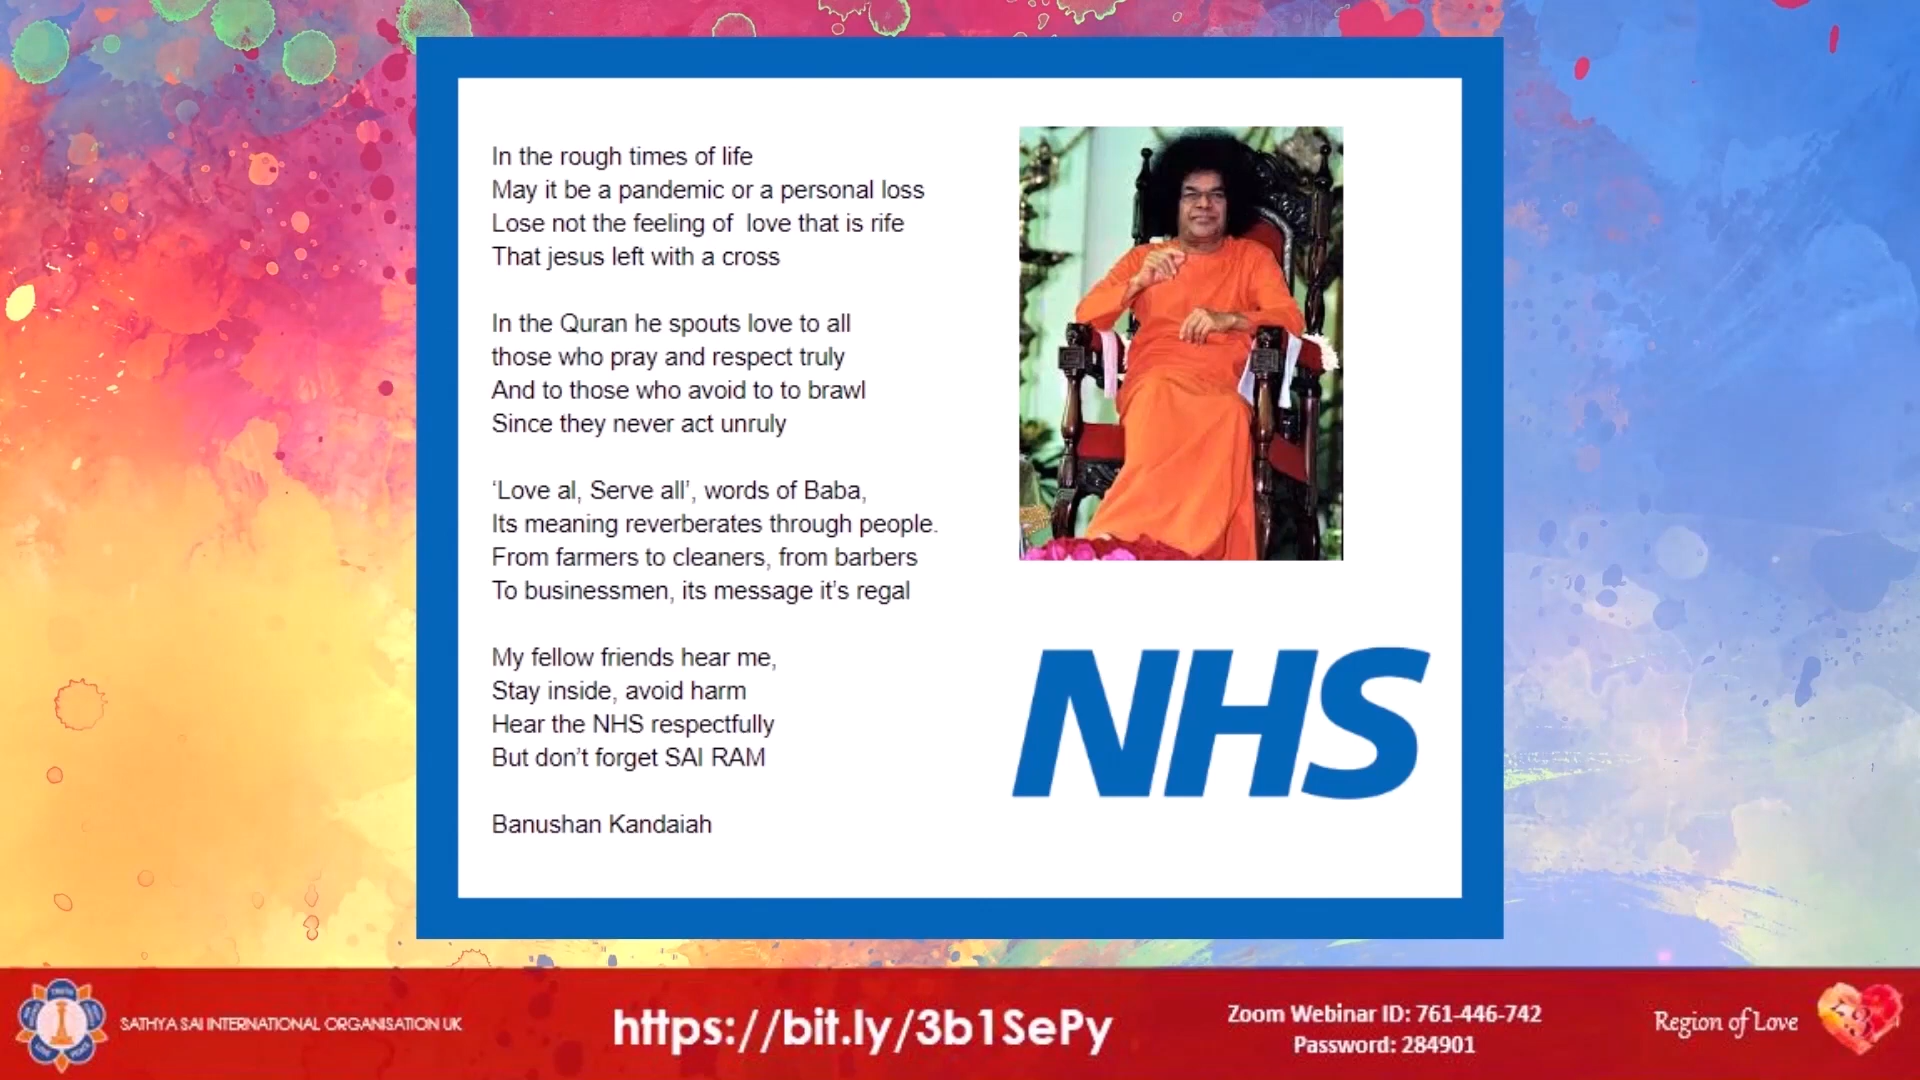 In the rough times of life
May it be a pandemic or a personal loss
Lose not the feeling of  love that is rife
That jesus left with a cross

In the Quran he spouts love to all
those who pray and respect truly
And to those who avoid to to brawl
Since they never act unruly

‘Love al, Serve all’, words of Baba,
Its meaning reverberates through people.
From farmers to cleaners, from barbers
To businessmen, its message it’s regal

My fellow friends hear me,
Stay inside, avoid harm
Hear the NHS respectfully
But don’t forget SAI RAM

Banushan Kandaiah
NHS
SATHYA SAI INTERNATIONAL ORGANISATION UK
https://bit.ly/3b1SePy
Zoom Webinar ID: 761-446-742
Password: 284901
Region of Love